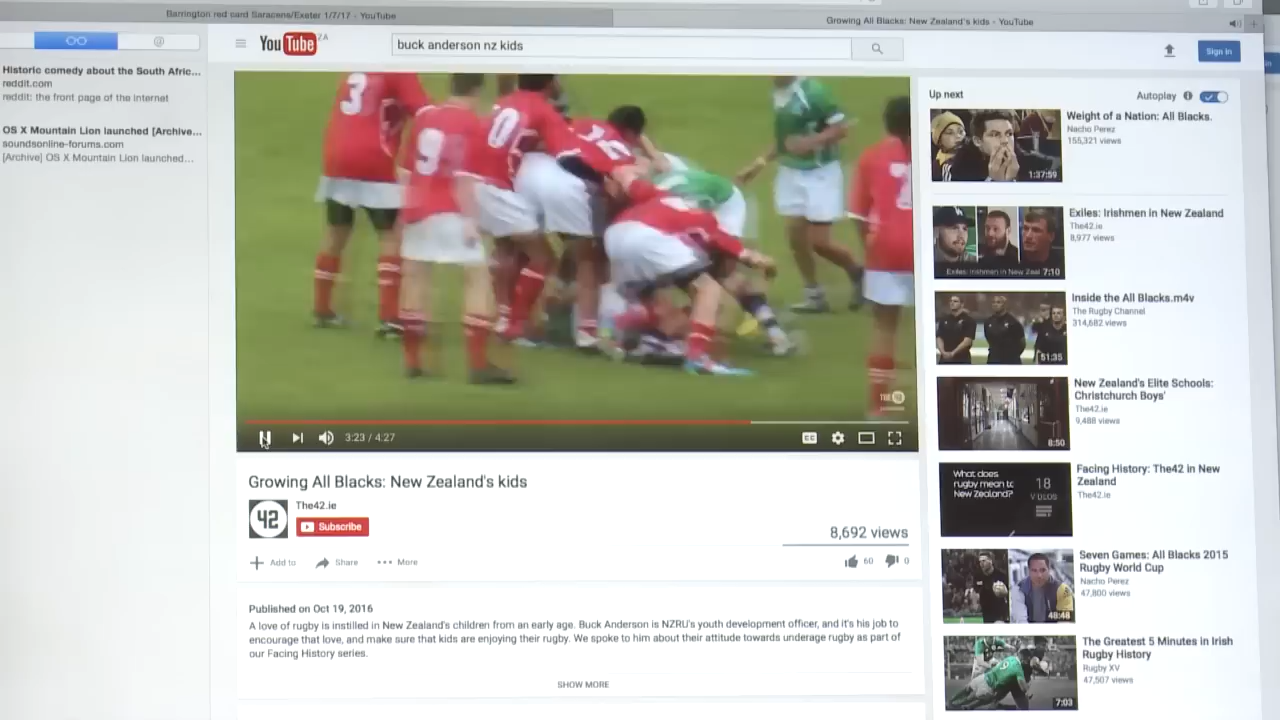 Barrington red card Saracens/Exeter 1/7/17 - YouTube
Growing All Blacks: New Zealand's kids - YouTube
@
Historic comedy about the South Afric...
reddit.com
reddit: the front page of the internet
OS X Mountain Lion launched [Archive...
soundsonline-forums.com
[Archive] OS X Mountain Lion launched...
YouTube ZA
buck anderson nz kids
Sign in
3
9
3:23 / 4:27
CC
Growing All Blacks: New Zealand's kids
42
The42.ie
Subscribe
8,692 views
Add to
Share
More
60
0
Published on Oct 19, 2016
A love of rugby is instilled in New Zealand's children from an early age. Buck Anderson is NZRU's youth development officer, and it's his job to
encourage that love, and make sure that kids are enjoying their rugby. We spoke to him about their attitude towards underage rugby as part of
our Facing History series.
SHOW MORE
Up next
Autoplay
Weight of a Nation: All Blacks.
Nacho Perez
155,321 views
1:37:59
Exiles: Irishmen in New Zealand
The42.ie
8,977 views
Exiles: Irishmen in New Zeal
7:10
Inside the All Blacks.m4v
The Rugby Channel
314,682 views
51:35
New Zealand's Elite Schools:
Christchurch Boys'
The42.ie
9,488 views
8:50
What does
rugby mean to
New Zealand?
18
VIDEOS
Facing History: The42 in New
Zealand
The42.ie
Seven Games: All Blacks 2015
Rugby World Cup
Nacho Perez
47,800 views
48:48
The Greatest 5 Minutes in Irish
Rugby History
Rugby XV
47,507 views
7:03